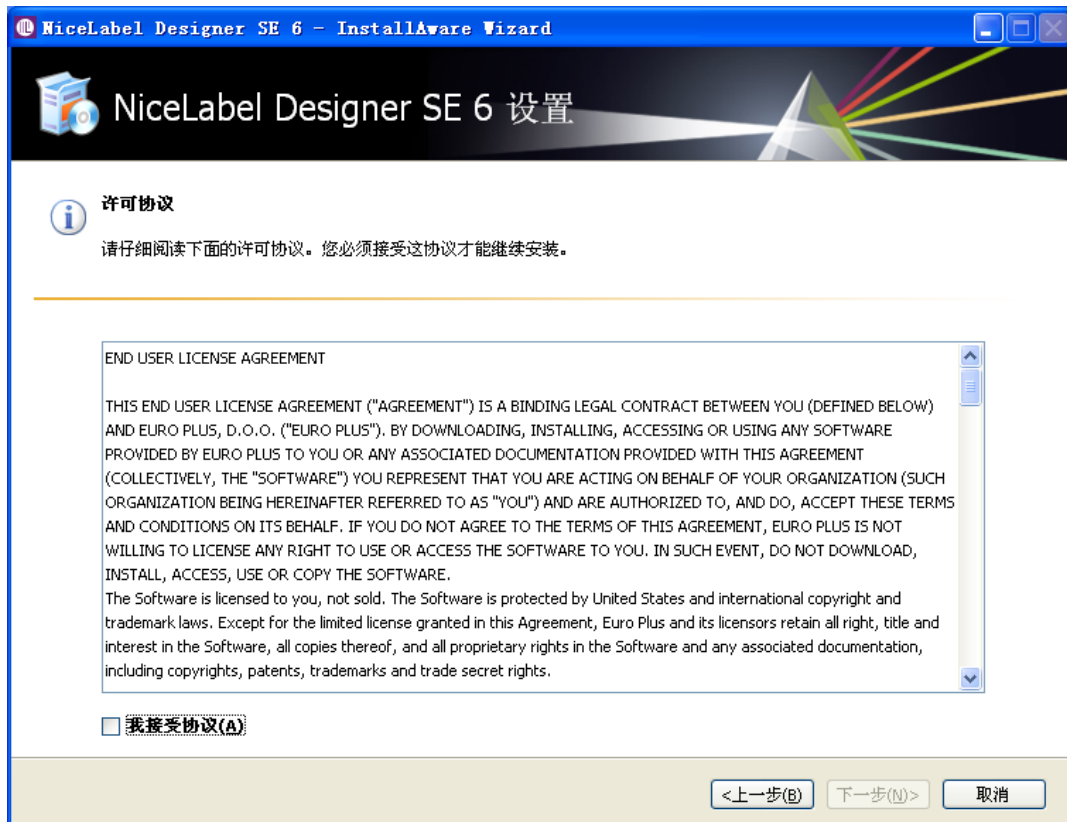 NiceLabel Designer SE 6 - InstallAware Wizard
NiceLabel Designer SE 6 设置
许可协议
请仔细阅读下面的许可协议。您必须接受这协议才能继续安装。
END USER LICENSE AGREEMENT
THIS END USER LICENSE AGREEMENT ("AGREEMENT") IS A BINDING LEGAL CONTRACT BETWEEN YOU (DEFINED BELOW)
AND EURO PLUS, D.O.O. ("EURO PLUS"). BY DOWNLOADING, INSTALLING, ACCESSING OR USING ANY SOFTWARE
PROVIDED BY EURO PLUS TO YOU OR ANY ASSOCIATED DOCUMENTATION PROVIDED WITH THIS AGREEMENT
(COLLECTIVELY, THE "SOFTWARE") YOU REPRESENT THAT YOU ARE ACTING ON BEHALF OF YOUR ORGANIZATION (SUCH
ORGANIZATION BEING HEREINAFTER REFERRED TO AS "YOU") AND ARE AUTHORIZED TO, AND DO, ACCEPT THESE TERMS
AND CONDITIONS ON ITS BEHALF. IF YOU DO NOT AGREE TO THE TERMS OF THIS AGREEMENT, EURO PLUS IS NOT
WILLING TO LICENSE ANY RIGHT TO USE OR ACCESS THE SOFTWARE TO YOU. IN SUCH EVENT, DO NOT DOWNLOAD,
INSTALL, ACCESS, USE OR COPY THE SOFTWARE.
The Software is licensed to you, not sold. The Software is protected by United States and international copyright and
trademark laws. Except for the limited license granted in this Agreement, Euro Plus and its licensors retain all right, title and
interest in the Software, all copies thereof, and all proprietary rights in the Software and any associated documentation,
including copyrights, patents, trademarks and trade secret rights.
我接受协议(A)
<上一步(B)
下一步(N)>
取消